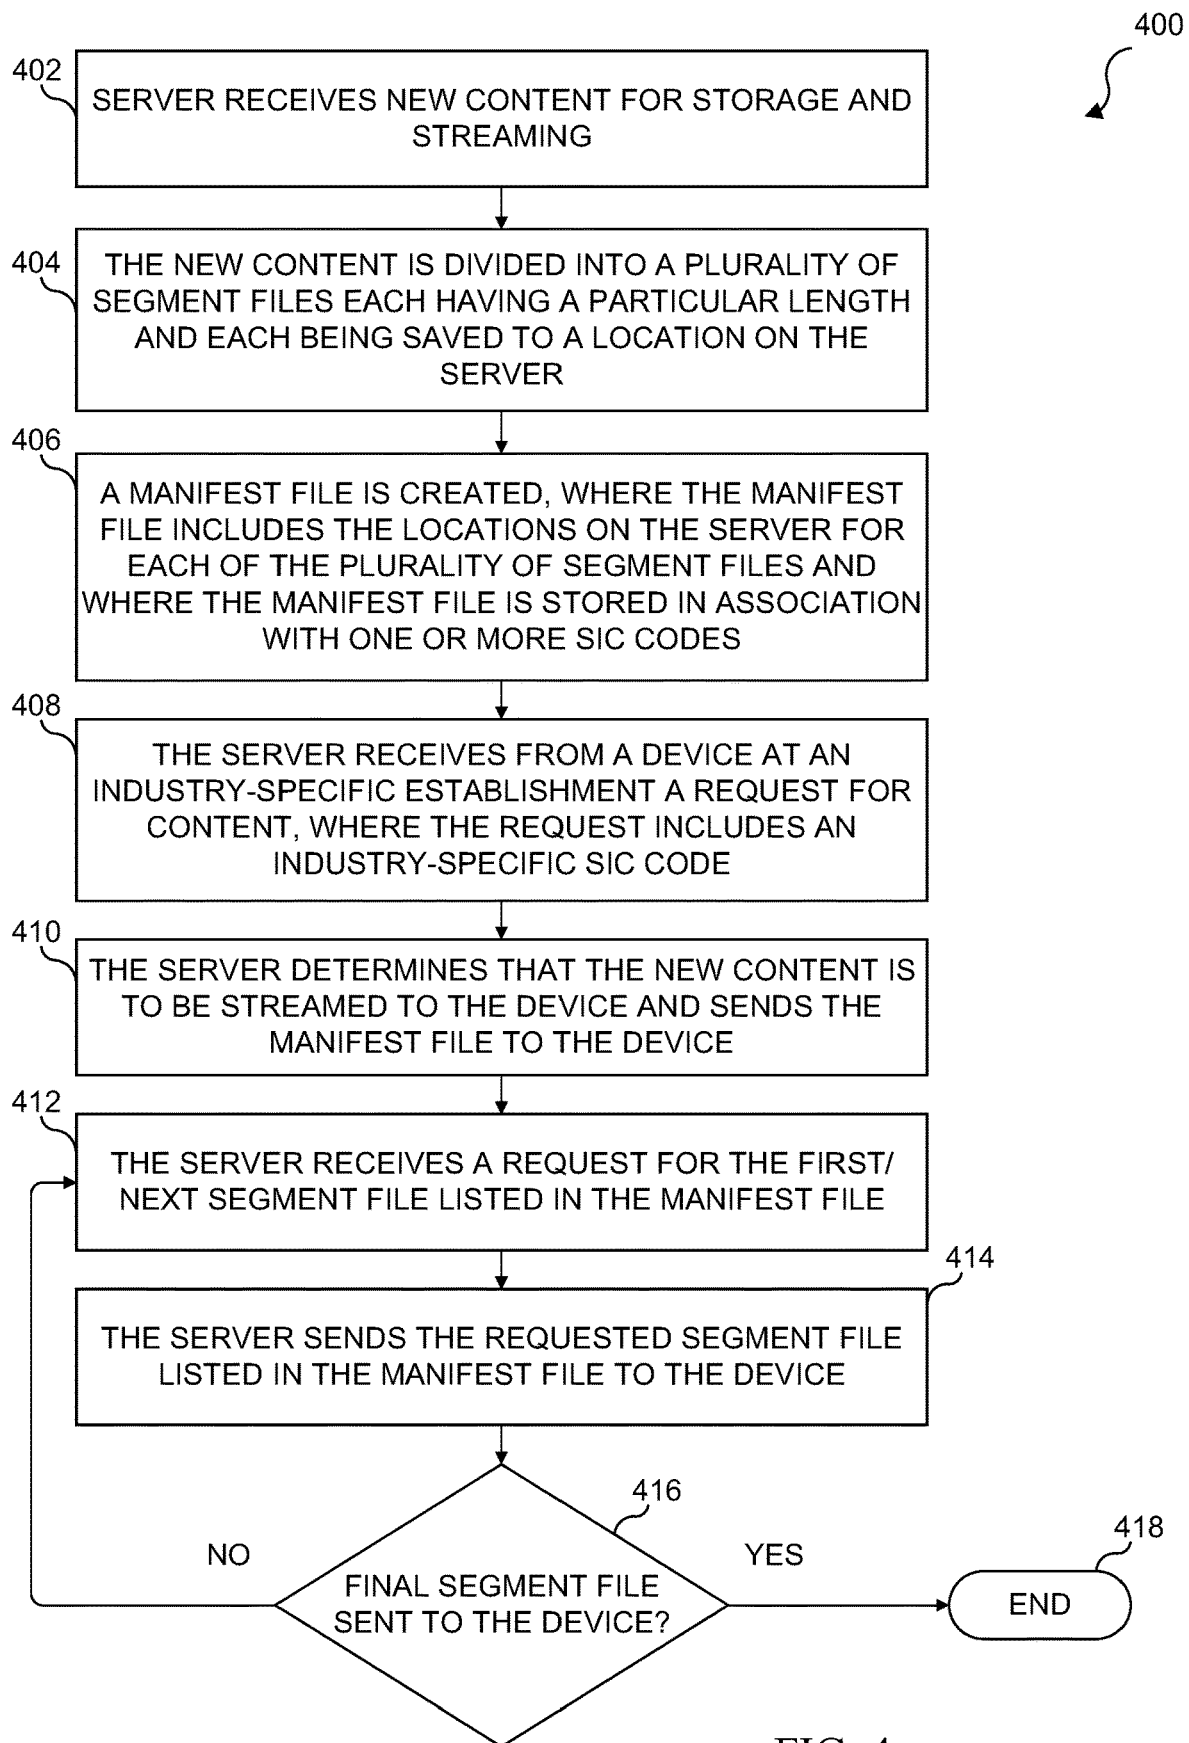 400
402
SERVER RECEIVES NEW CONTENT FOR STORAGE AND
STREAMING
404
THE NEW CONTENT IS DIVIDED INTO A PLURALITY OF
SEGMENT FILES EACH HAVING A PARTICULAR LENGTH
AND EACH BEING SAVED TO A LOCATION ON THE
SERVER
406
A MANIFEST FILE IS CREATED, WHERE THE MANIFEST
FILE INCLUDES THE LOCATIONS ON THE SERVER FOR
EACH OF THE PLURALITY OF SEGMENT FILES AND
WHERE THE MANIFEST FILE IS STORED IN ASSOCIATION
WITH ONE OR MORE SIC CODES
408
THE SERVER RECEIVES FROM A DEVICE AT AN
INDUSTRY-SPECIFIC ESTABLISHMENT A REQUEST FOR
CONTENT, WHERE THE REQUEST INCLUDES AN
INDUSTRY-SPECIFIC SIC CODE
410
THE SERVER DETERMINES THAT THE NEW CONTENT IS
TO BE STREAMED TO THE DEVICE AND SENDS THE
MANIFEST FILE TO THE DEVICE
412
THE SERVER RECEIVES A REQUEST FOR THE FIRST/
NEXT SEGMENT FILE LISTED IN THE MANIFEST FILE
414
THE SERVER SENDS THE REQUESTED SEGMENT FILE
LISTED IN THE MANIFEST FILE TO THE DEVICE
416
NO
YES
FINAL SEGMENT FILE
SENT TO THE DEVICE?
418
END
FIG. 4